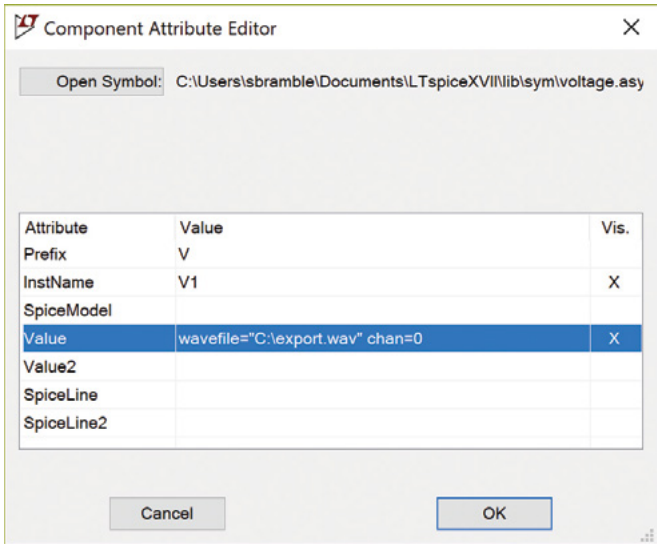 Component Attribute Editor
Open Symbol: C:\Users\sbramble\Documents\LTspiceXVII\lib\sym\voltage.asy
Attribute Value Vis.
Prefix V
InstName V1 X
SpiceModel
Value wavefile="C:\export.wav" chan=0 X
Value2
SpiceLine
SpiceLine2
Cancel OK